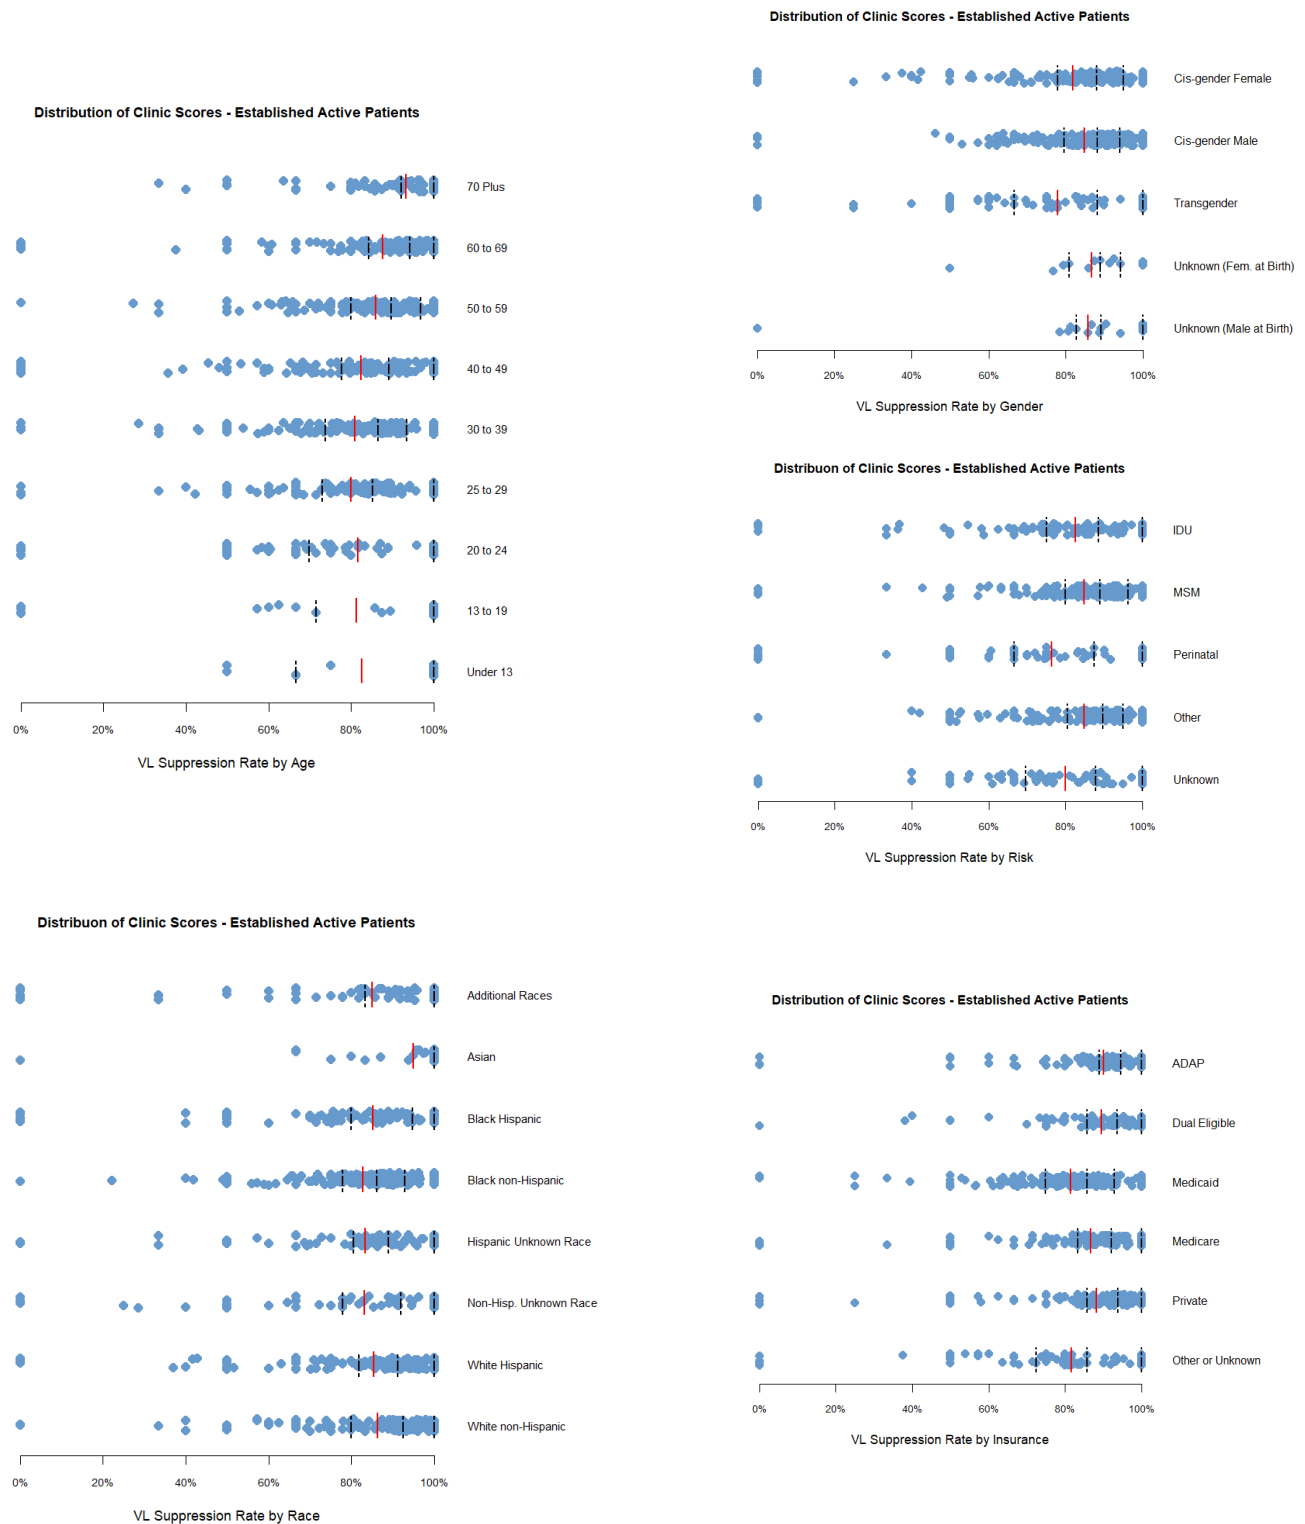 Distribution of Clinic Scores - Established Active Patients
70 Plus
60 to 69
50 to 59
40 to 49
30 to 39
25 to 29
20 to 24
13 to 19
Under 13
0% 20% 40% 60% 80% 100%
VL Suppression Rate by Age
Distribution of Clinic Scores - Established Active Patients
Cis-gender Female
Cis-gender Male
Transgender
Unknown (Fem. at Birth)
Unknown (Male at Birth)
0% 20% 40% 60% 80% 100%
VL Suppression Rate by Gender
Distribuon of Clinic Scores - Established Active Patients
IDU
MSM
Perinatal
Other
Unknown
0% 20% 40% 60% 80% 100%
VL Suppression Rate by Risk
Distribuon of Clinic Scores - Established Active Patients
Additional Races
Asian
Black Hispanic
Black non-Hispanic
Hispanic Unknown Race
Non-Hisp. Unknown Race
White Hispanic
White non-Hispanic
0% 20% 40% 60% 80% 100%
VL Suppression Rate by Race
Distribution of Clinic Scores - Established Active Patients
ADAP
Dual Eligible
Medicaid
Medicare
Private
Other or Unknown
0% 20% 40% 60% 80% 100%
VL Suppression Rate by Insurance